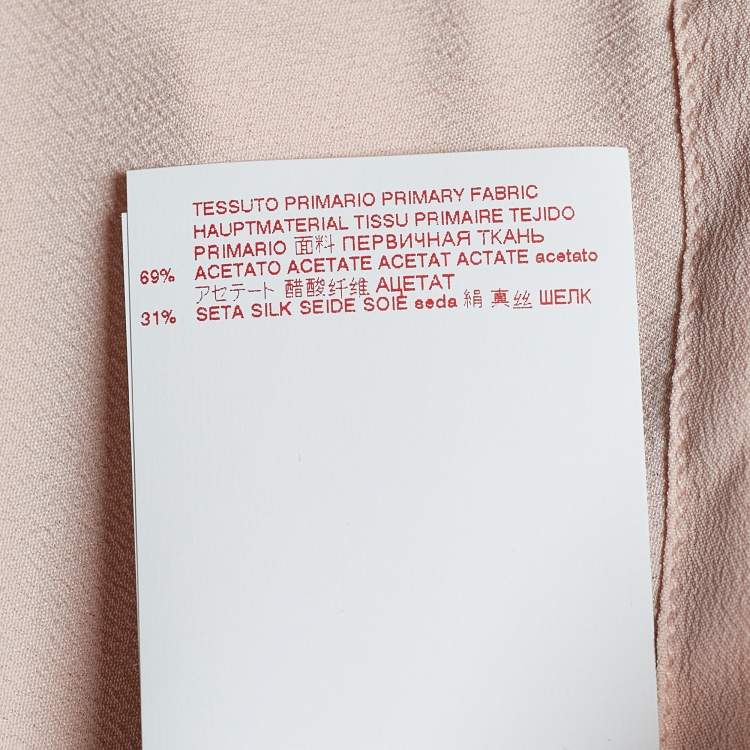 TESSUTO PRIMARIO PRIMARY FABRIC
HAUPTMATERIAL TISSU PRIMAIRE TEJIDO
PRIMARIO 面料 ПЕРВИЧНАЯ ТКАНЬ
69% ACETATO ACETATE ACETAT ACTATE acetato
アセテート 醋酸纤维 АЦЕТАТ
31% SETA SILK SEIDE SOIE seda 絹 真丝 ШЕЛК